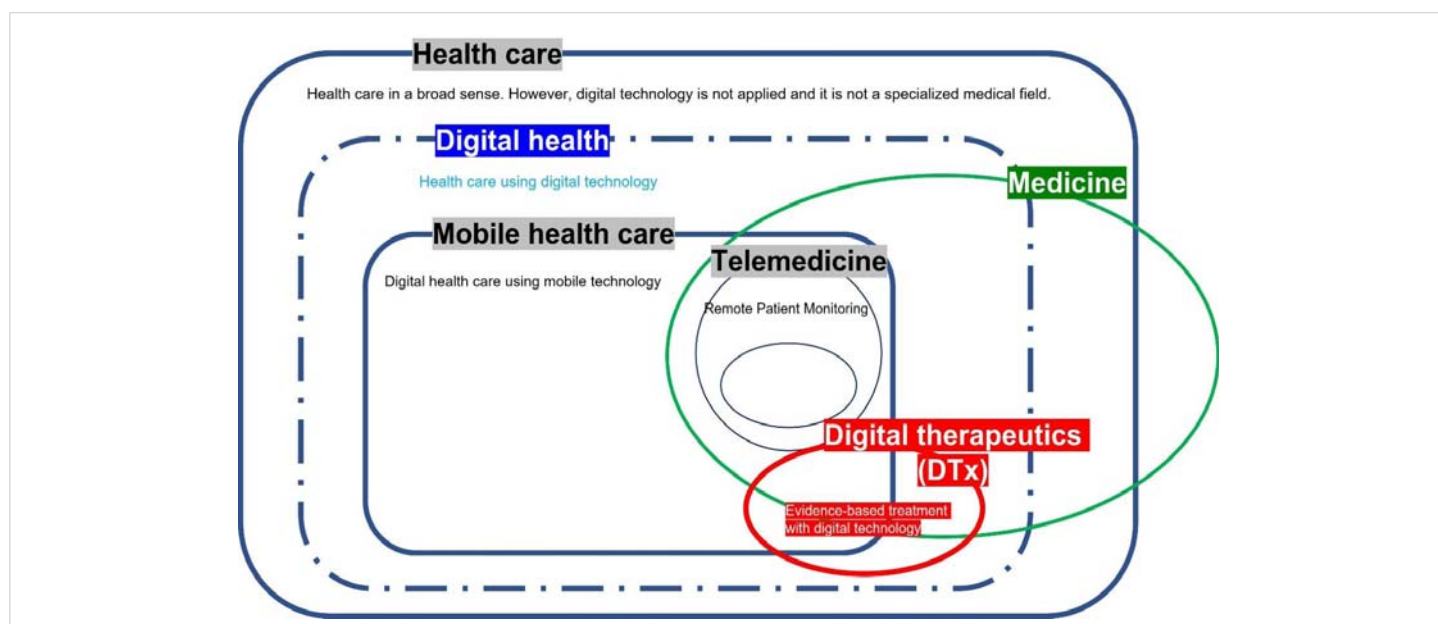 Health care
Health care in a broad sense. However, digital technology is not applied and it is not a specialized medical field.
Digital health
Health care using digital technology
Medicine
Mobile health care
Digital health care using mobile technology
Telemedicine
Remote Patient Monitoring
Digital therapeutics
(DTx)
Evidence-based treatment
with digital technology